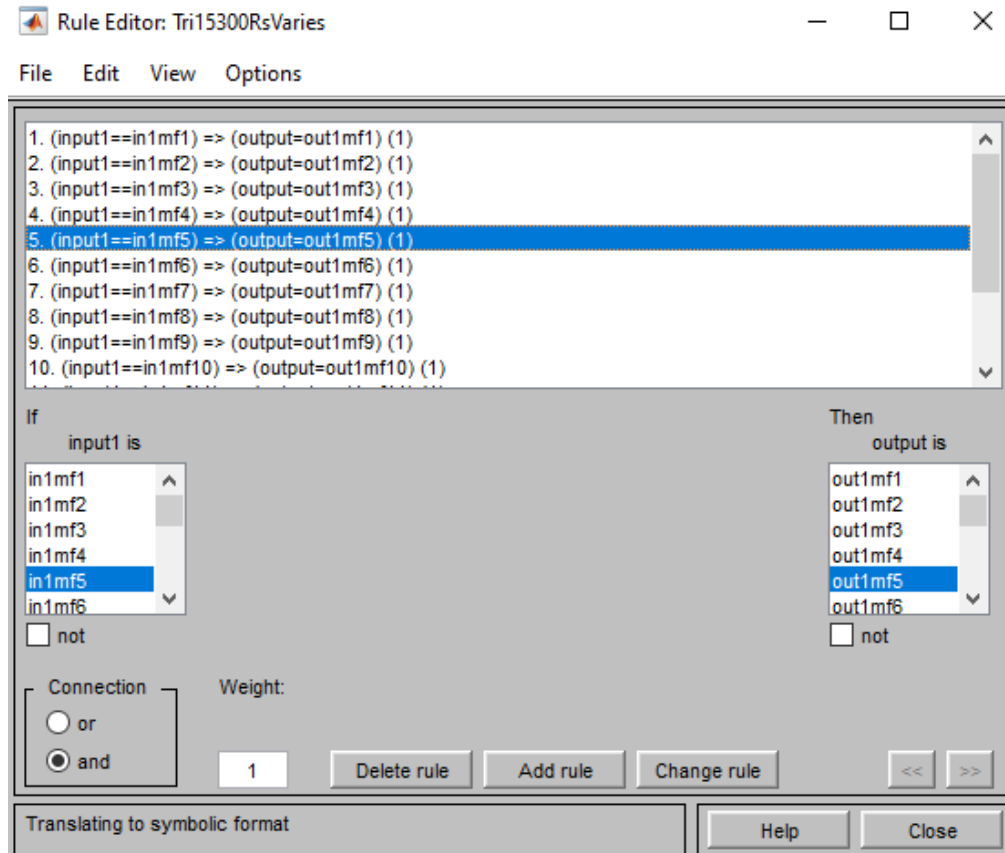 Rule Editor: Tri15300RsVaries
File Edit View Options
1. (input1==in1mf1) => (output=out1mf1) (1)
2. (input1==in1mf2) => (output=out1mf2) (1)
3. (input1==in1mf3) => (output=out1mf3) (1)
4. (input1==in1mf4) => (output=out1mf4) (1)
5. (input1==in1mf5) => (output=out1mf5) (1)
6. (input1==in1mf6) => (output=out1mf6) (1)
7. (input1==in1mf7) => (output=out1mf7) (1)
8. (input1==in1mf8) => (output=out1mf8) (1)
9. (input1==in1mf9) => (output=out1mf9) (1)
10. (input1==in1mf10) => (output=out1mf10) (1)
If
input1 is
in1mf1
in1mf2
in1mf3
in1mf4
in1mf5
in1mf6
not
Then
output is
out1mf1
out1mf2
out1mf3
out1mf4
out1mf5
out1mf6
not
Connection
or
and
Weight:
1
Delete rule
Add rule
Change rule
<<
>>
Translating to symbolic format
Help
Close